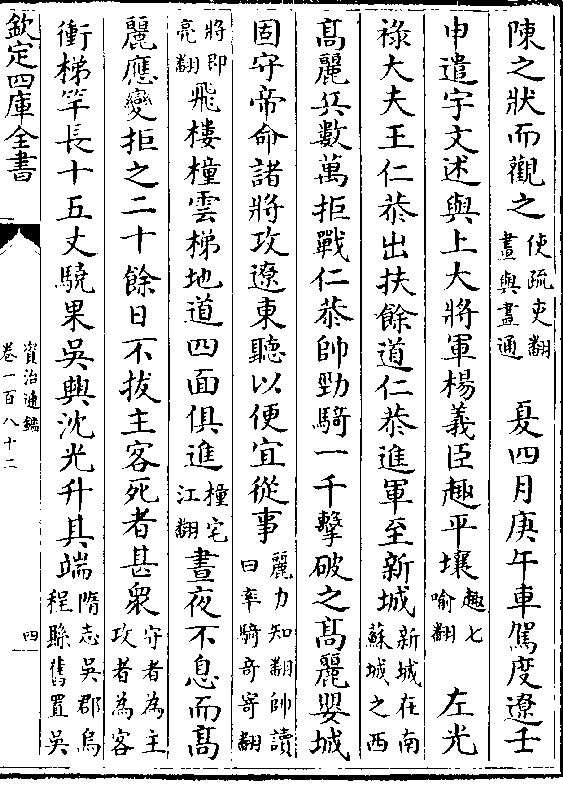 陳之狀而觀之使疏吏翻畫與畫通夏四月庚午車駕度遼壬
申遣宇文述與上大將軍楊義臣趣平壤趣七喻翻左光
祿大夫王仁恭出扶餘道仁恭進軍至新城新城在南蘇城之西
髙麗兵數萬拒戰仁恭帥勁騎一千擊破之髙麗嬰城
固守帝命諸將攻遼東聽以便宜從事麗力知翻帥讀曰率騎奇寄翻
將即亮翻飛樓橦雲梯地道四面俱進橦宅江翻晝夜不息而髙
麗應變拒之二十餘日不拔主客死者甚衆守者為主攻者為客
衝梯竿長十五丈驍果吳興沈光升其端隋志吳郡烏程縣舊置吳
欽定四庫全書
資治通鑑
卷一百八十二
四